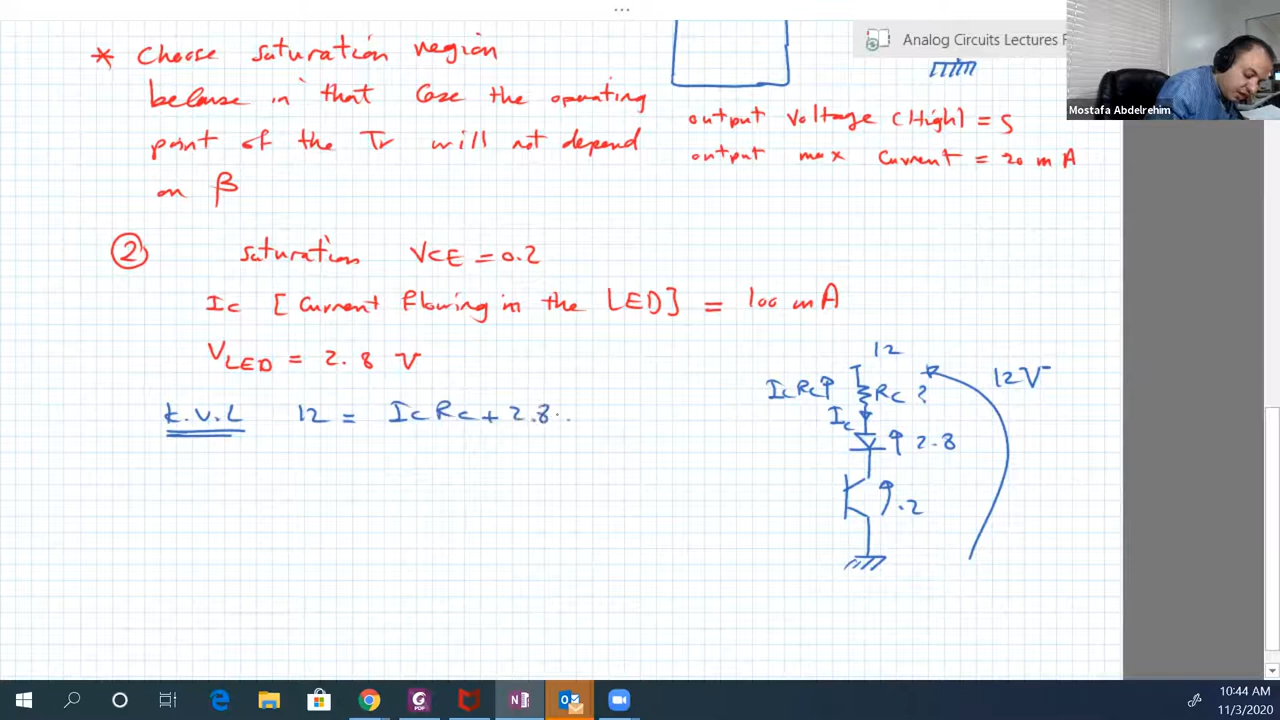 * Choose saturation region
because in that Case the operating
point of the Tr will not depend
on β
Analog Circuits Lectures F
Mostafa Abdelrehim
output voltage (High) = 5
output max Current = 20 mA
② saturation VCE = 0.2
Ic [Current flowing in the LED] = 100 mA
VLED = 2.8 V
K.V.L 12 = IcRc + 2.8..
12
IcRc↑ Rc ? 12V
Ic
↑ 2.8
↑ .2
10:44 AM
11/3/2020